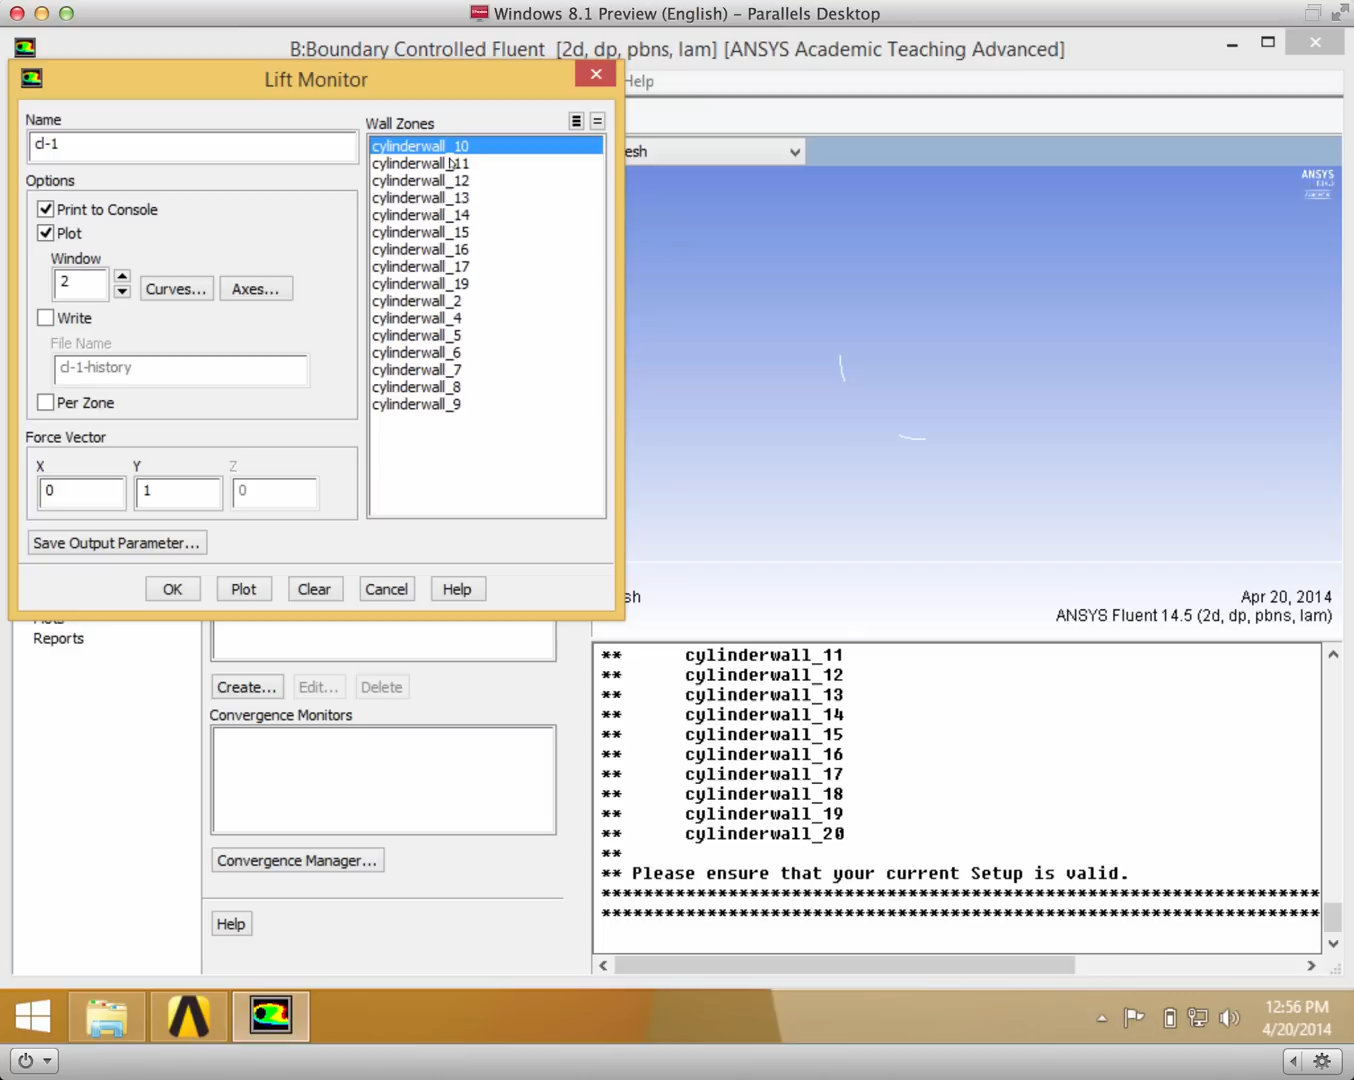 Windows 8.1 Preview (English) – Parallels Desktop
B:Boundary Controlled Fluent [2d, dp, pbns, lam] [ANSYS Academic Teaching Advanced]
Lift Monitor
Help
Name
cl-1
Wall Zones
cylinderwall_10
cylinderwall_11
cylinderwall_12
cylinderwall_13
cylinderwall_14
cylinderwall_15
cylinderwall_16
cylinderwall_17
cylinderwall_19
cylinderwall_2
cylinderwall_4
cylinderwall_5
cylinderwall_6
cylinderwall_7
cylinderwall_8
cylinderwall_9
Options
Print to Console
Plot
Window
2
Curves...
Axes...
Write
File Name
cl-1-history
Per Zone
Force Vector
X Y Z
0 1 0
Save Output Parameter...
OK Plot Clear Cancel Help
esh
ANSYS
sh
Apr 20, 2014
ANSYS Fluent 14.5 (2d, dp, pbns, lam)
Reports
Create... Edit... Delete
Convergence Monitors
Convergence Manager...
Help
** cylinderwall_11
** cylinderwall_12
** cylinderwall_13
** cylinderwall_14
** cylinderwall_15
** cylinderwall_16
** cylinderwall_17
** cylinderwall_18
** cylinderwall_19
** cylinderwall_20
**
** Please ensure that your current Setup is valid.
12:56 PM
4/20/2014